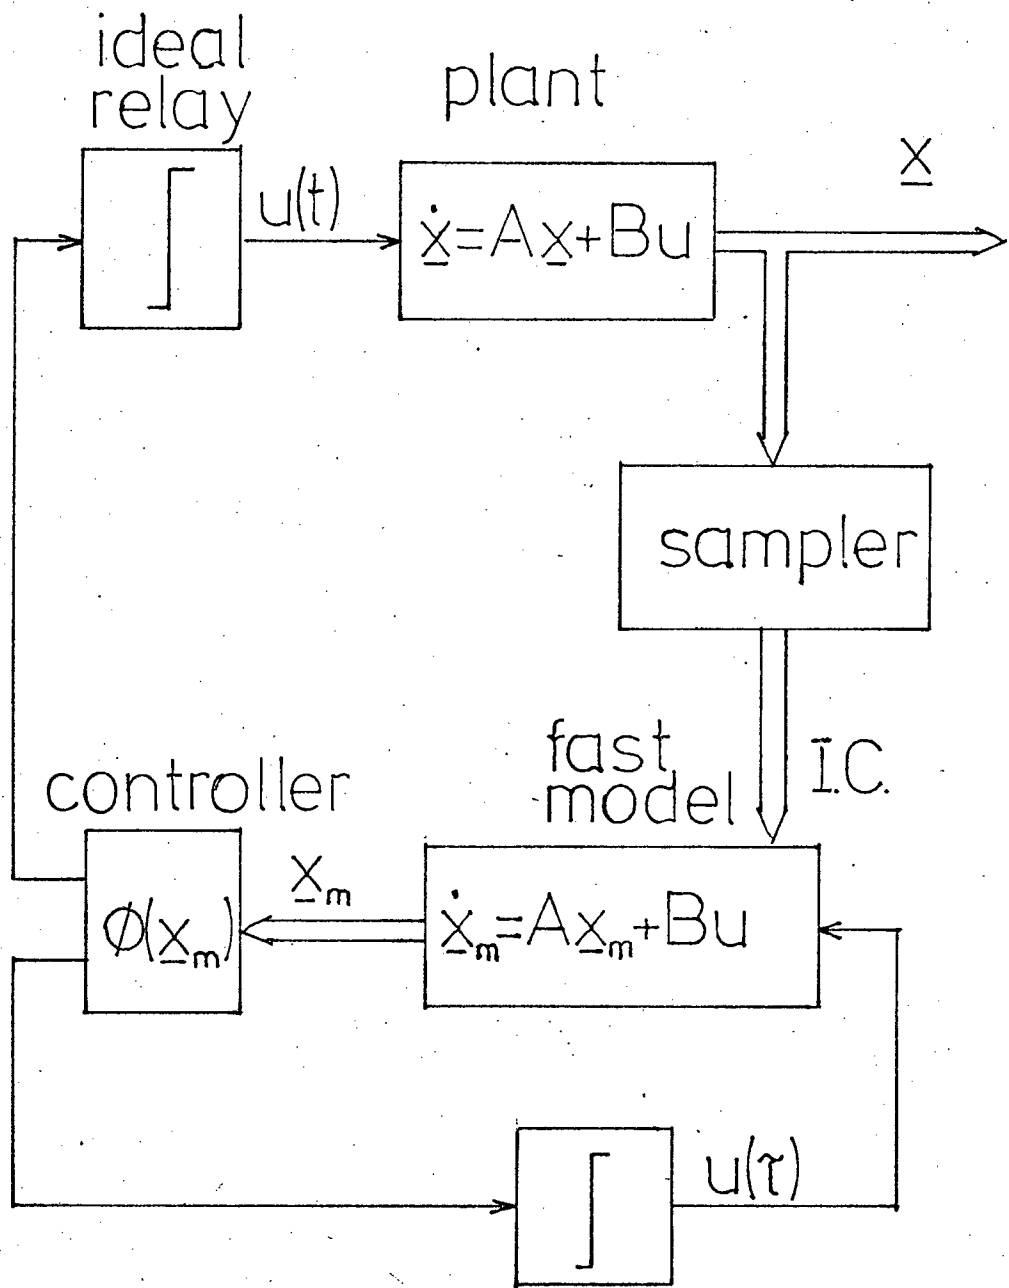 ideal
relay
plant
u(t)
ẋ=Ax+Bu
x
sampler
fast
model
I.C.
controller
x_m
ϕ(x_m)
ẋ_m=Ax_m+Bu
u(τ)